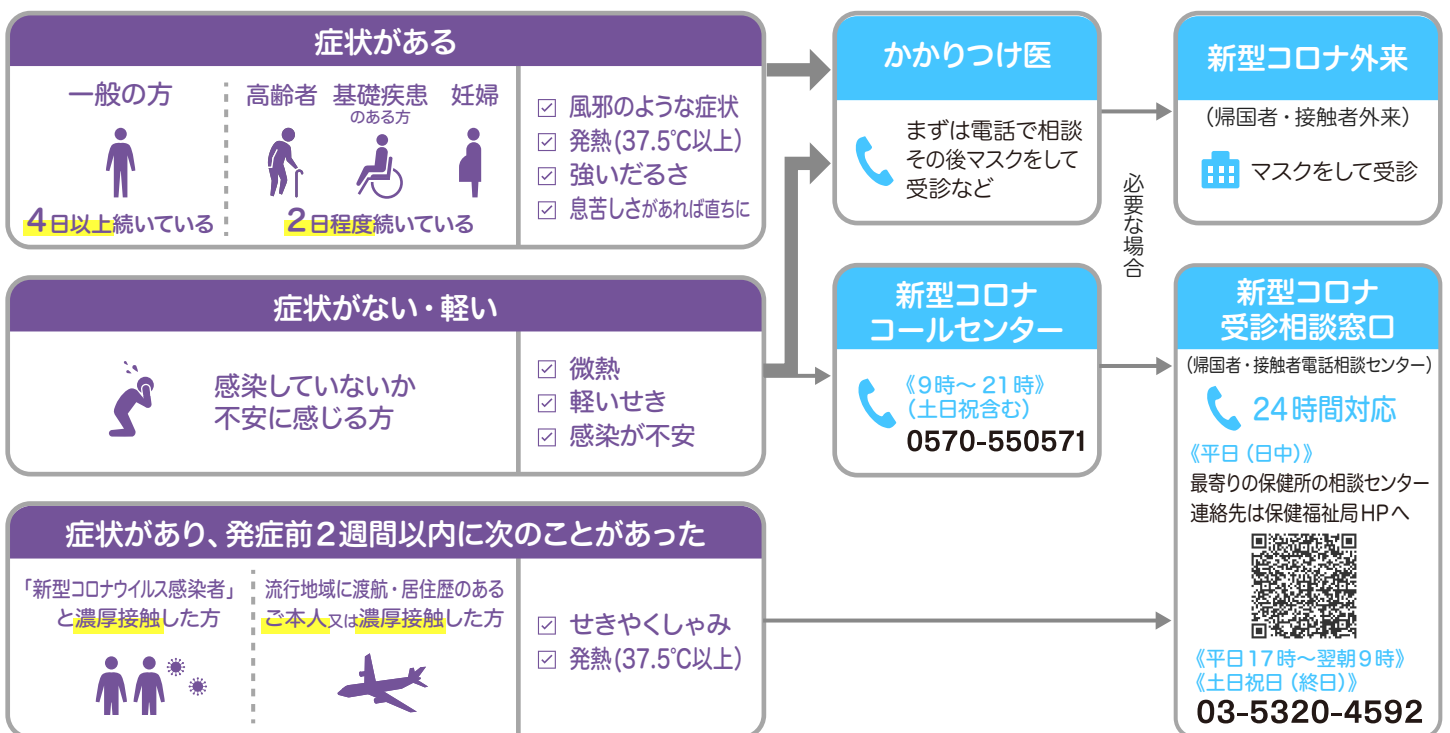 症状がある
一般の方
4日以上続いている
高齢者 基礎疾患 妊婦
のある方
2日程度続いている
風邪のような症状
発熱(37.5℃以上)
強いだるさ
息苦しさがあれば直ちに
かかりつけ医
まずは電話で相談
その後マスクをして
受診など
必要な場合
新型コロナ外来
(帰国者・接触者外来)
マスクをして受診
症状がない・軽い
感染していないか
不安に感じる方
微熱
軽いせき
感染が不安
新型コロナ
コールセンター
《9時~21時》
(土日祝含む)
0570-550571
新型コロナ
受診相談窓口
(帰国者・接触者電話相談センター)
24時間対応
《平日(日中)》
最寄りの保健所の相談センター
連絡先は保健福祉局HPへ
《平日17時~翌朝9時》
《土日祝日(終日)》
03-5320-4592
症状があり、発症前2週間以内に次のことがあった
「新型コロナウイルス感染者」
と濃厚接触した方
流行地域に渡航・居住歴のある
ご本人又は濃厚接触した方
せきやくしゃみ
発熱(37.5℃以上)